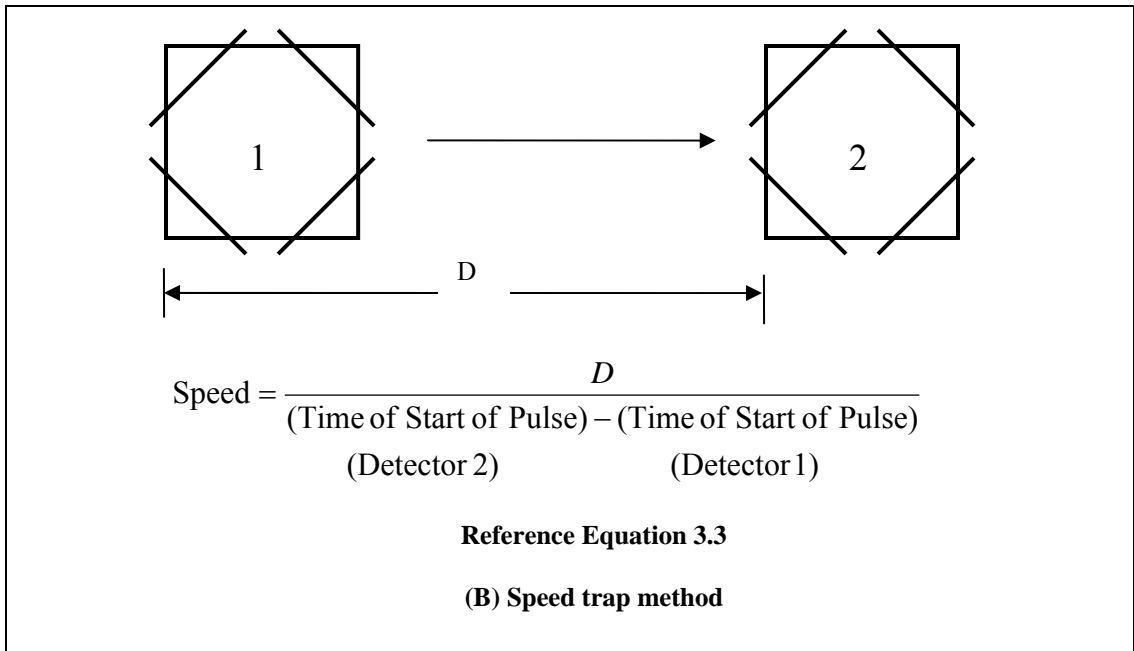 1
2
D
Speed = D / (Time of Start of Pulse) – (Time of Start of Pulse)
(Detector 2) (Detector 1)
Reference Equation 3.3
(B) Speed trap method